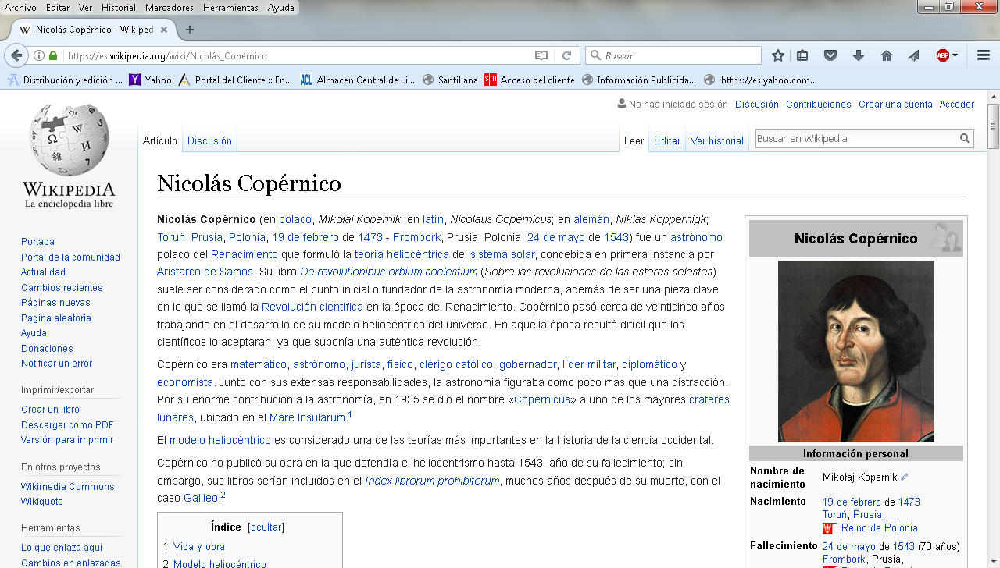 Archivo Editar Ver Historial Marcadores Herramientas Ayuda
Nicolás Copérnico - Wikipedi
https://es.wikipedia.org/wiki/Nicolás_Copérnico
Buscar
ABP
Distribución y edición ... Yahoo Portal del Cliente :: En... ACL Almacen Central de Li... Santillana sm Acceso del cliente Información Publicida... https://es.yahoo.com...
No has iniciado sesión Discusión Contribuciones Crear una cuenta Acceder
Artículo Discusión Leer Editar Ver historial Buscar en Wikipedia
WIKIPEDIA
La enciclopedia libre
Portada
Portal de la comunidad
Actualidad
Cambios recientes
Páginas nuevas
Página aleatoria
Ayuda
Donaciones
Notificar un error
Imprimir/exportar
Crear un libro
Descargar como PDF
Versión para imprimir
En otros proyectos
Wikimedia Commons
Wikiquote
Herramientas
Lo que enlaza aquí
Cambios en enlazadas
Nicolás Copérnico
Nicolás Copérnico (en polaco, Mikołaj Kopernik; en latín, Nicolaus Copernicus; en alemán, Niklas Koppernigk;
Toruń, Prusia, Polonia, 19 de febrero de 1473 - Frombork, Prusia, Polonia, 24 de mayo de 1543) fue un astrónomo
polaco del Renacimiento que formuló la teoría heliocéntrica del sistema solar, concebida en primera instancia por
Aristarco de Samos. Su libro De revolutionibus orbium coelestium (Sobre las revoluciones de las esferas celestes)
suele ser considerado como el punto inicial o fundador de la astronomía moderna, además de ser una pieza clave
en lo que se llamó la Revolución científica en la época del Renacimiento. Copérnico pasó cerca de veinticinco años
trabajando en el desarrollo de su modelo heliocéntrico del universo. En aquella época resultó difícil que los
científicos lo aceptaran, ya que suponía una auténtica revolución.
Copérnico era matemático, astrónomo, jurista, físico, clérigo católico, gobernador, líder militar, diplomático y
economista. Junto con sus extensas responsabilidades, la astronomía figuraba como poco más que una distracción.
Por su enorme contribución a la astronomía, en 1935 se dio el nombre «Copernicus» a uno de los mayores cráteres
lunares, ubicado en el Mare Insularum.1
El modelo heliocéntrico es considerado una de las teorías más importantes en la historia de la ciencia occidental.
Copérnico no publicó su obra en la que defendía el heliocentrismo hasta 1543, año de su fallecimiento; sin
embargo, sus libros serían incluidos en el Index librorum prohibitorum, muchos años después de su muerte, con el
caso Galileo.2
Índice [ocultar]
1 Vida y obra
2 Modelo heliocéntrico
Nicolás Copérnico
Información personal
Nombre de nacimiento Mikołaj Kopernik
Nacimiento 19 de febrero de 1473
Toruń, Prusia,
Reino de Polonia
Fallecimiento 24 de mayo de 1543 (70 años)
Frombork, Prusia,